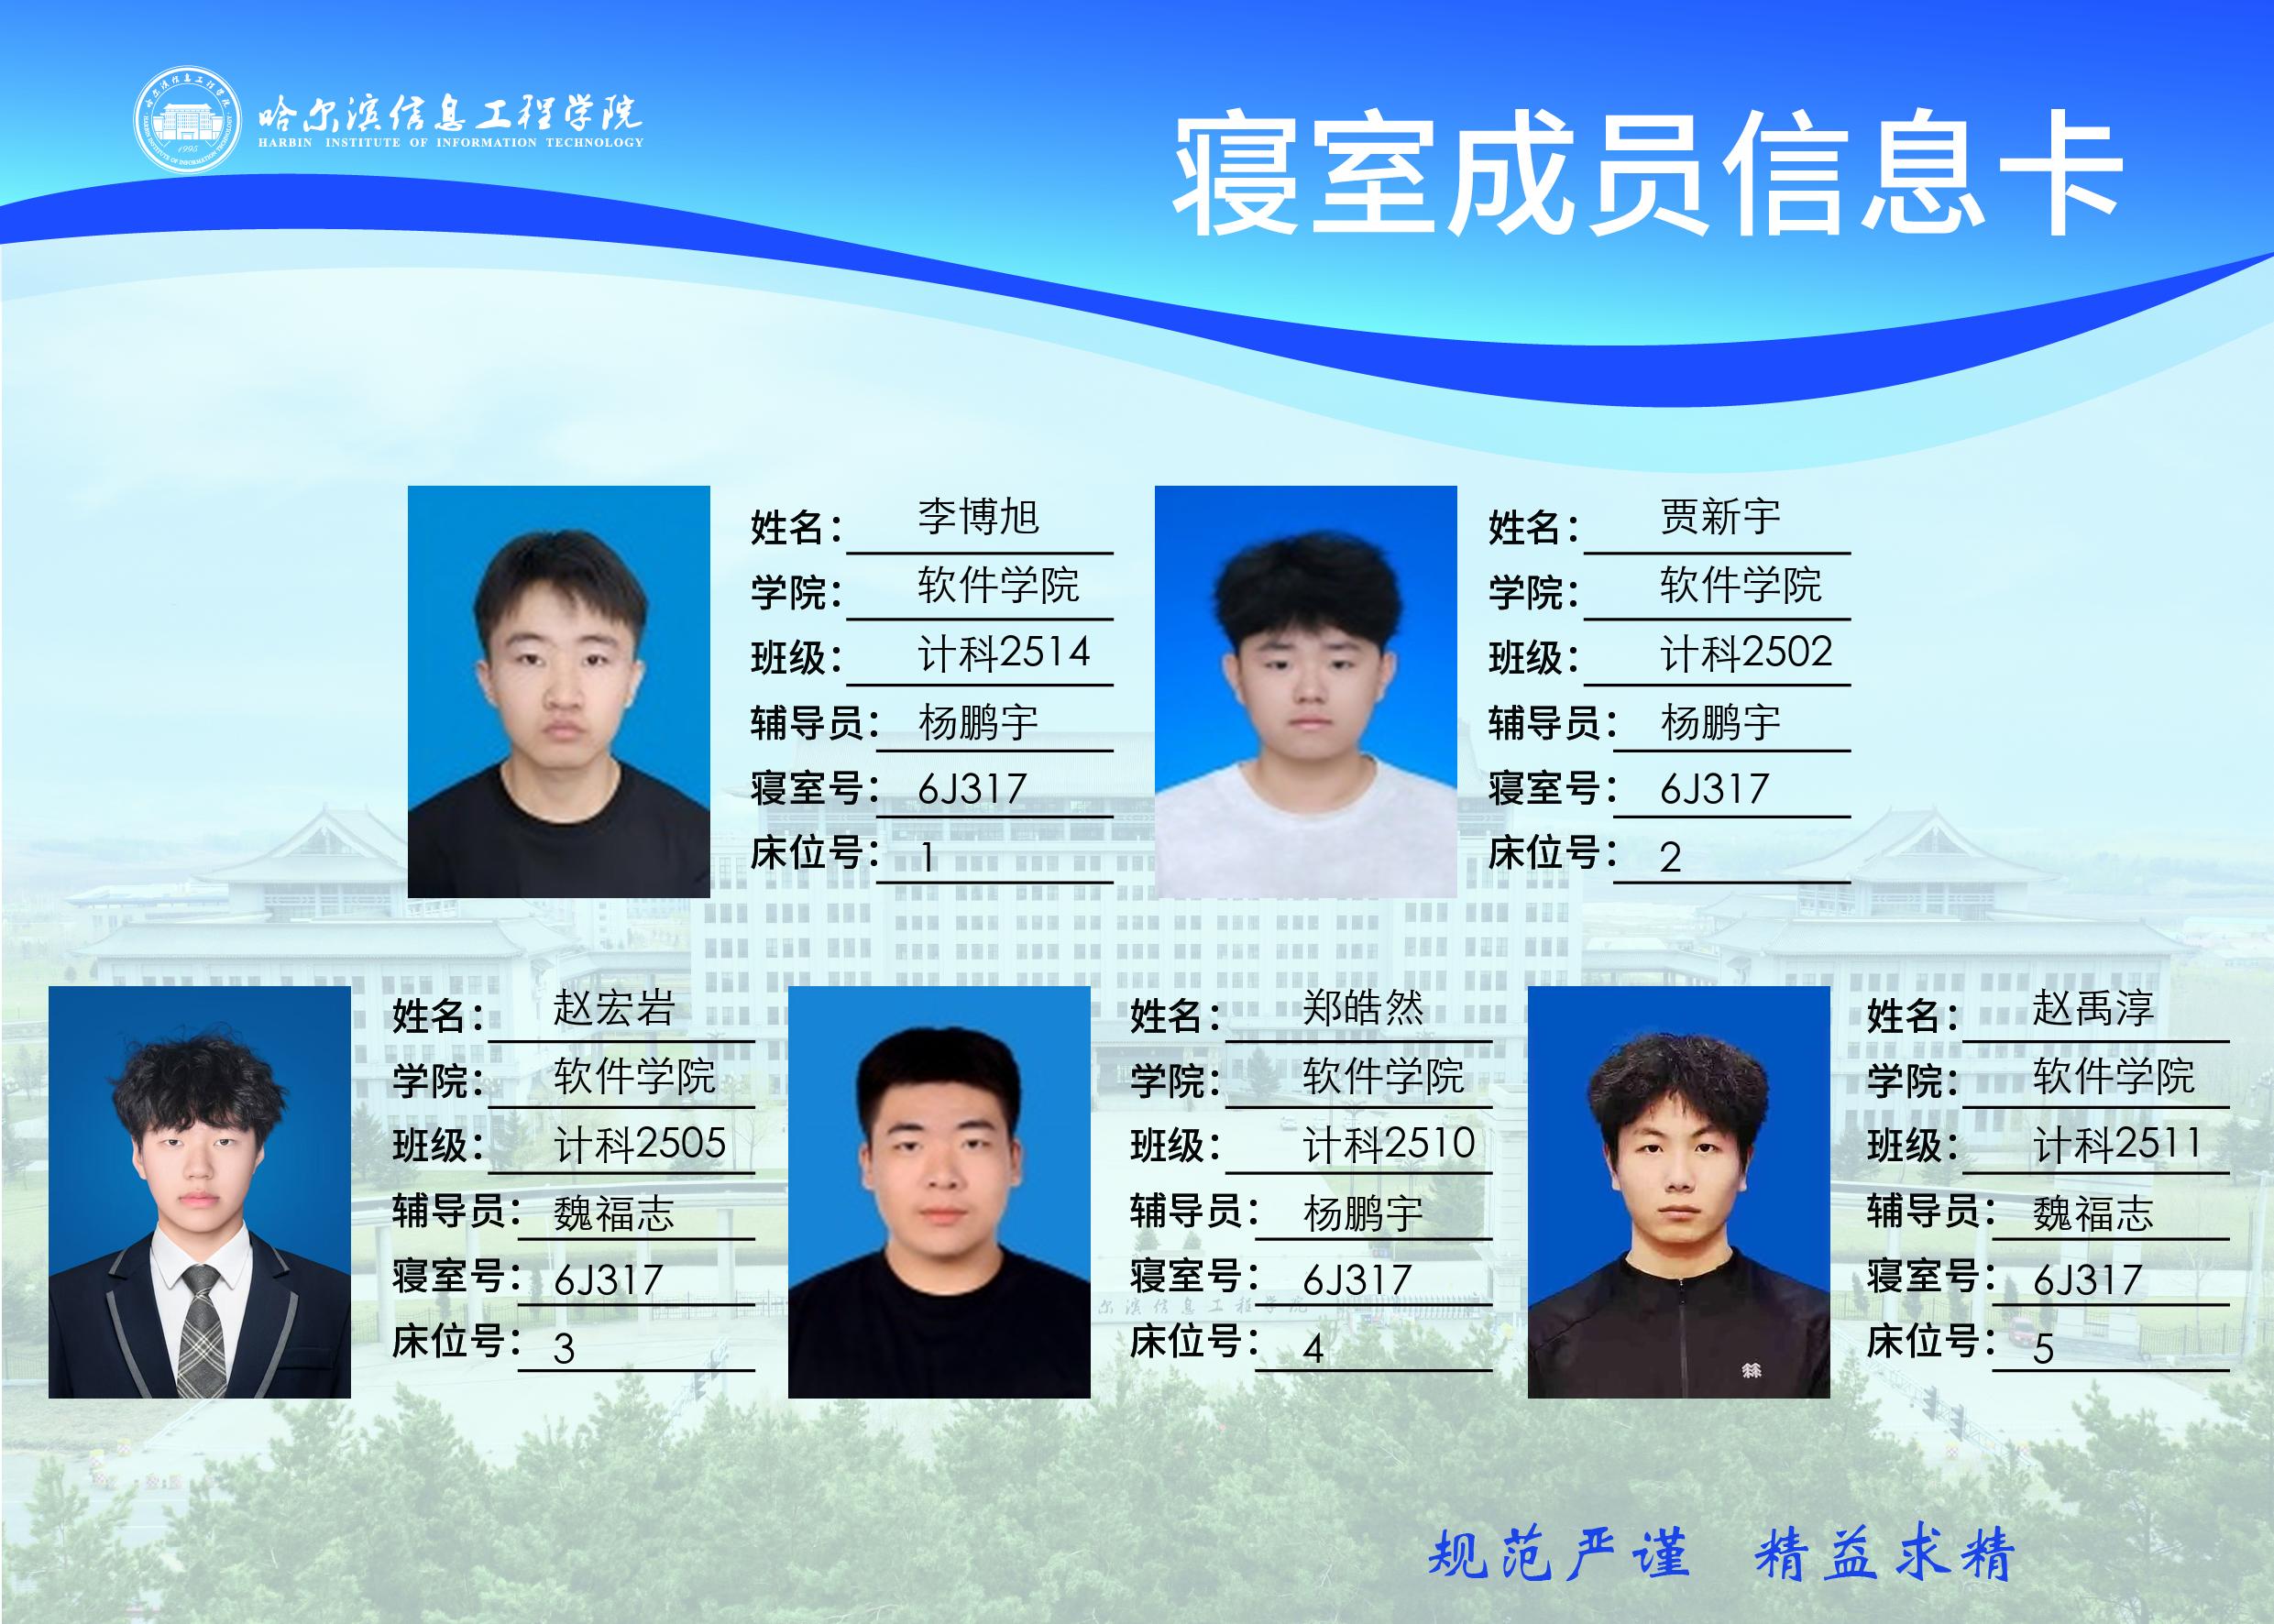 哈尔滨信息工程学院
HARBIN INSTITUTE OF INFORMATION TECHNOLOGY
1995
寝室成员信息卡
姓名：李博旭
学院：软件学院
班级：计科2514
辅导员：杨鹏宇
寝室号：6J317
床位号：1
姓名：贾新宇
学院：软件学院
班级：计科2502
辅导员：杨鹏宇
寝室号：6J317
床位号：2
姓名：赵宏岩
学院：软件学院
班级：计科2505
辅导员：魏福志
寝室号：6J317
床位号：3
姓名：郑皓然
学院：软件学院
班级：计科2510
辅导员：杨鹏宇
寝室号：6J317
床位号：4
姓名：赵禹淳
学院：软件学院
班级：计科2511
辅导员：魏福志
寝室号：6J317
床位号：5
尔滨信息工程学院
规范严谨 精益求精